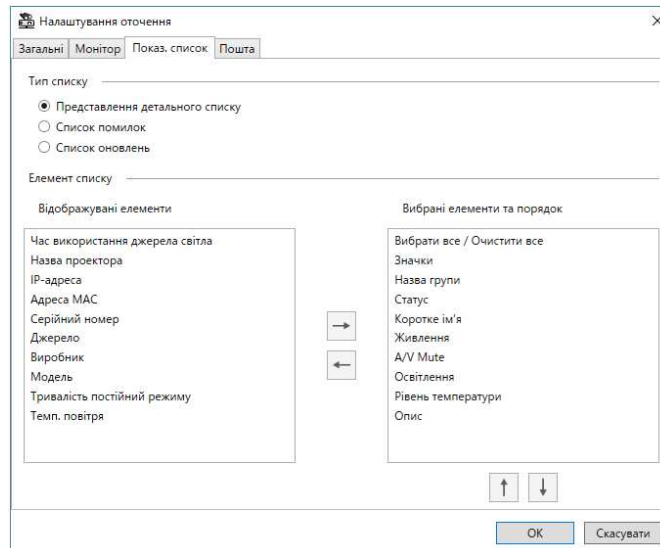 Налаштування оточення
Загальні Монітор Показ. список Пошта
Тип списку
Представлення детального списку
Список помилок
Список оновлень
Елемент списку
Відображувані елементи
Час використання джерела світла
Назва проектора
IP-адреса
Адреса MAC
Серійний номер
Джерело
Виробник
Модель
Тривалість постійний режиму
Темп. повітря
Вибрані елементи та порядок
Вибрати все / Очистити все
Значки
Назва групи
Статус
Коротке ім'я
Живлення
A/V Mute
Освітлення
Рівень температури
Опис
ОК
Скасувати